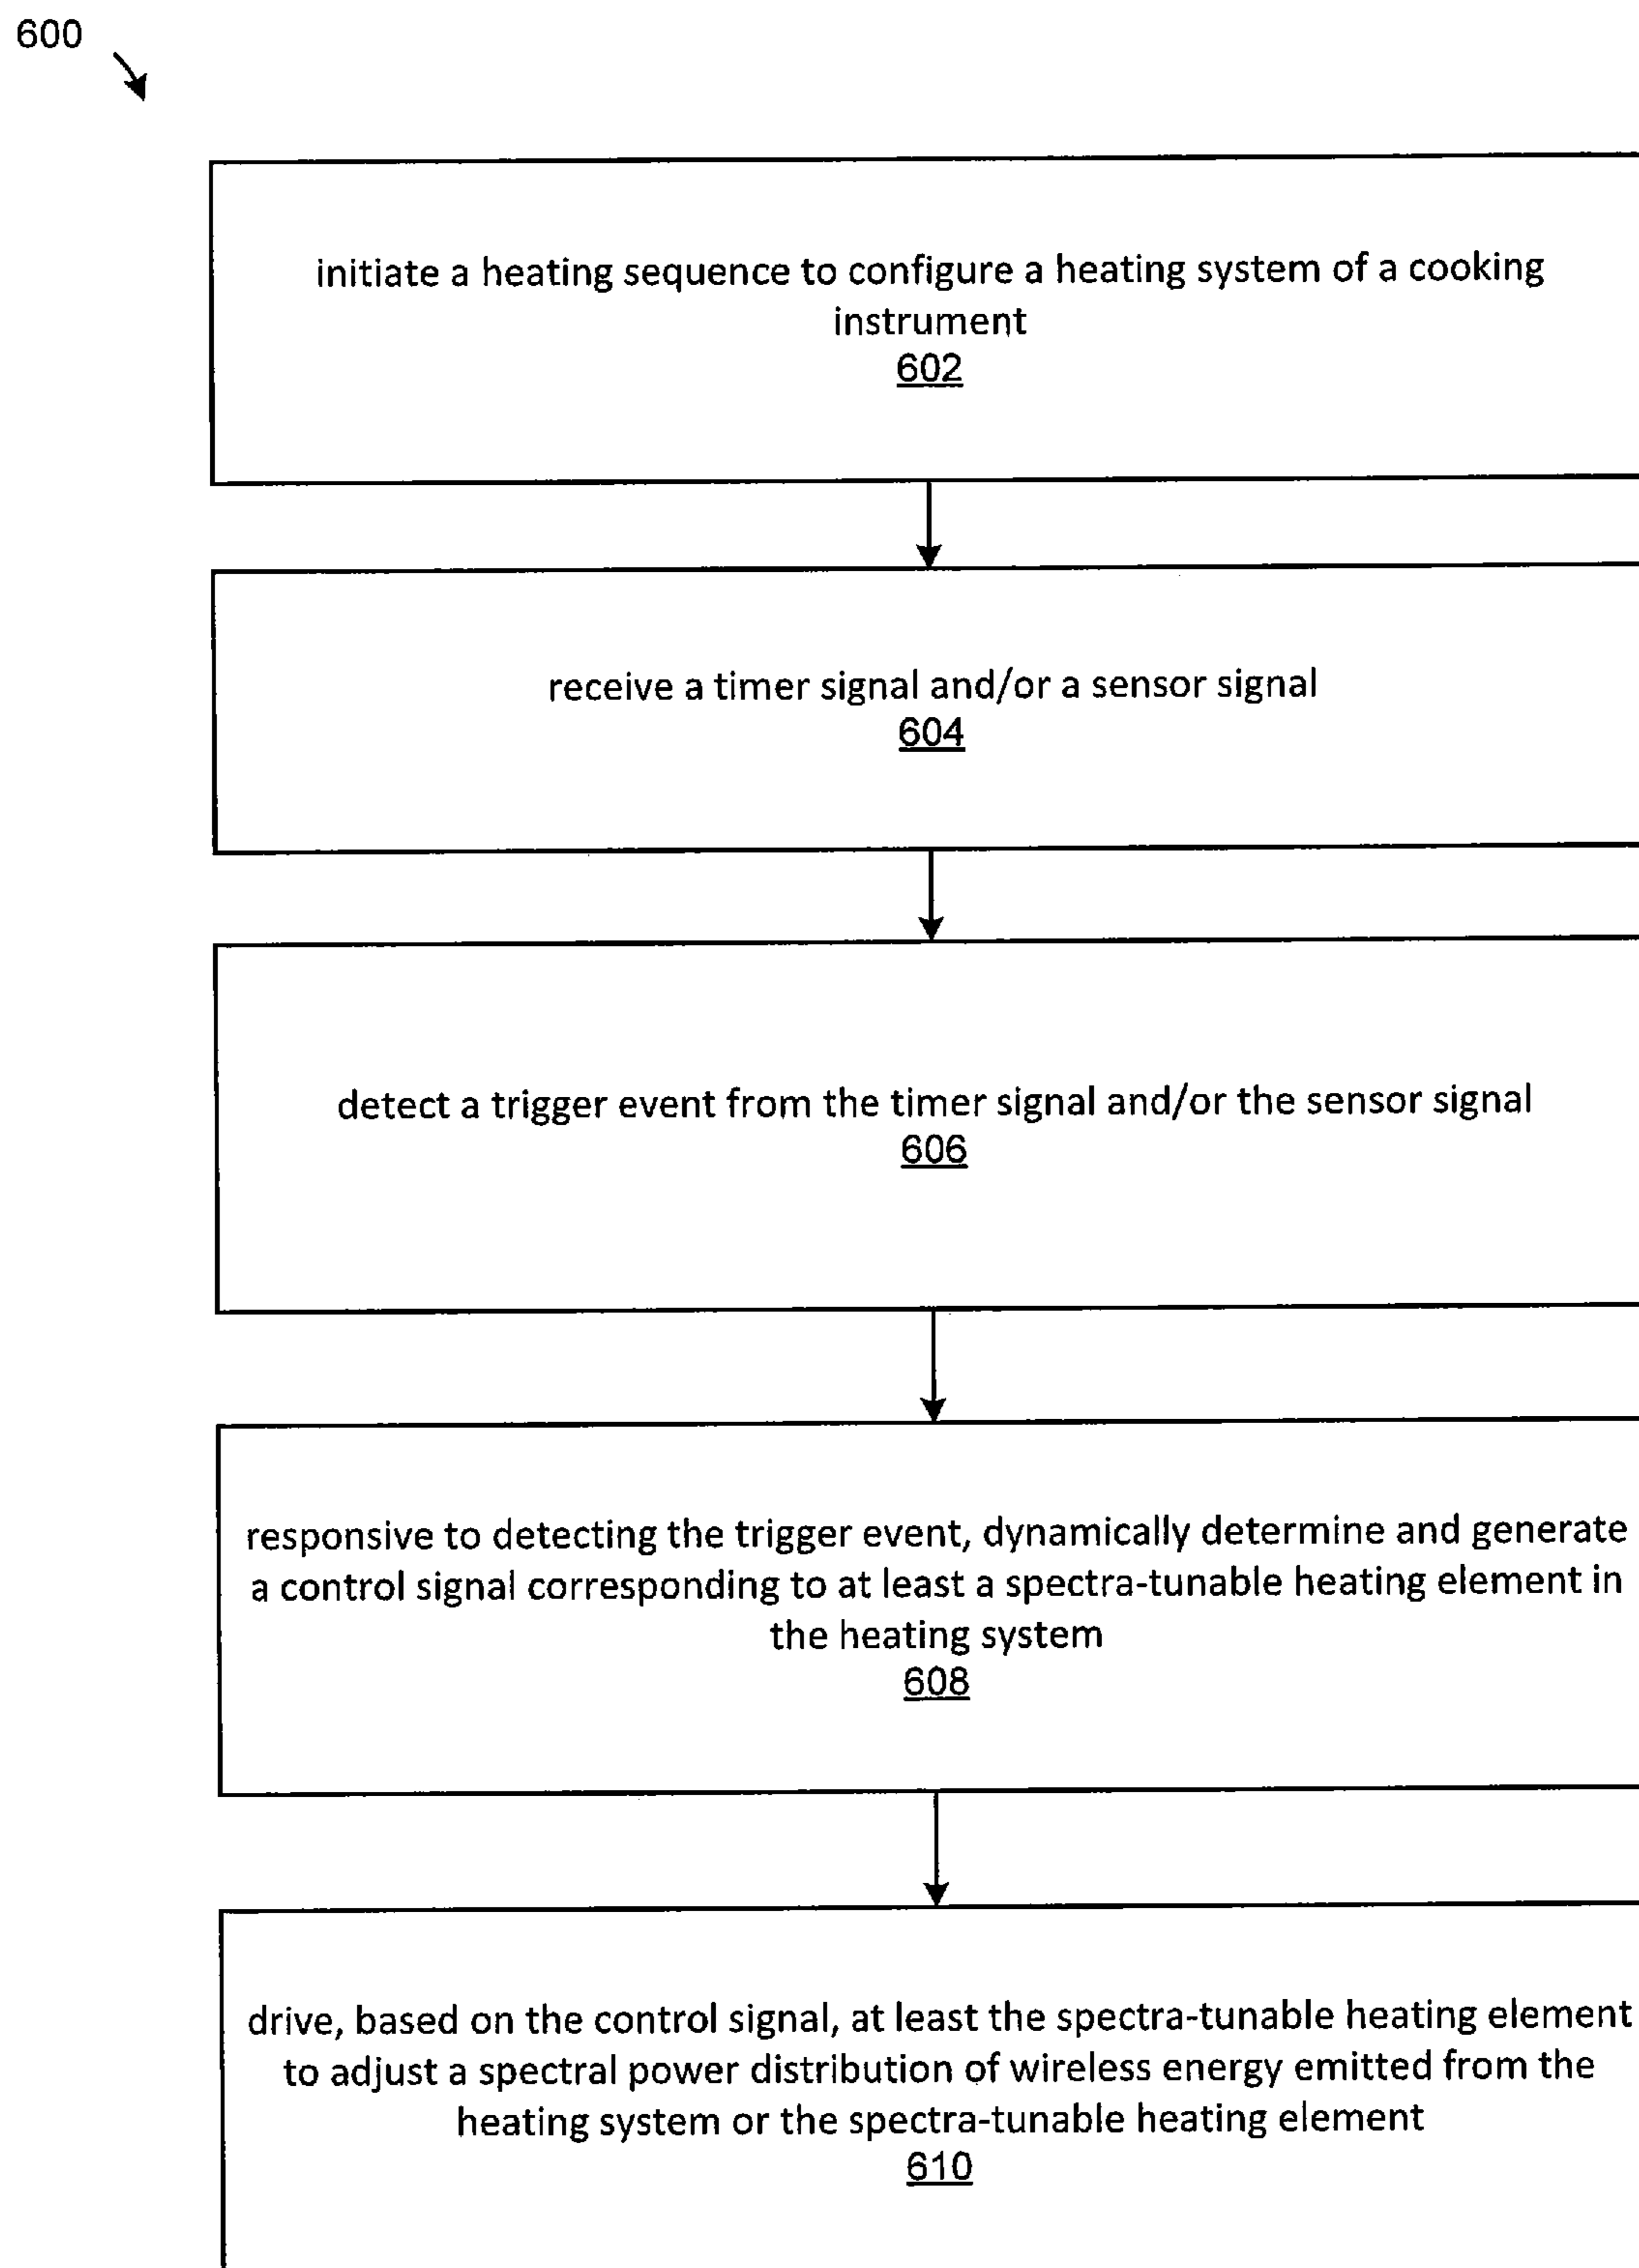 600
initiate a heating sequence to configure a heating system of a cooking
instrument
602
receive a timer signal and/or a sensor signal
604
detect a trigger event from the timer signal and/or the sensor signal
606
responsive to detecting the trigger event, dynamically determine and generate
a control signal corresponding to at least a spectra-tunable heating element in
the heating system
608
drive, based on the control signal, at least the spectra-tunable heating element
to adjust a spectral power distribution of wireless energy emitted from the
heating system or the spectra-tunable heating element
610